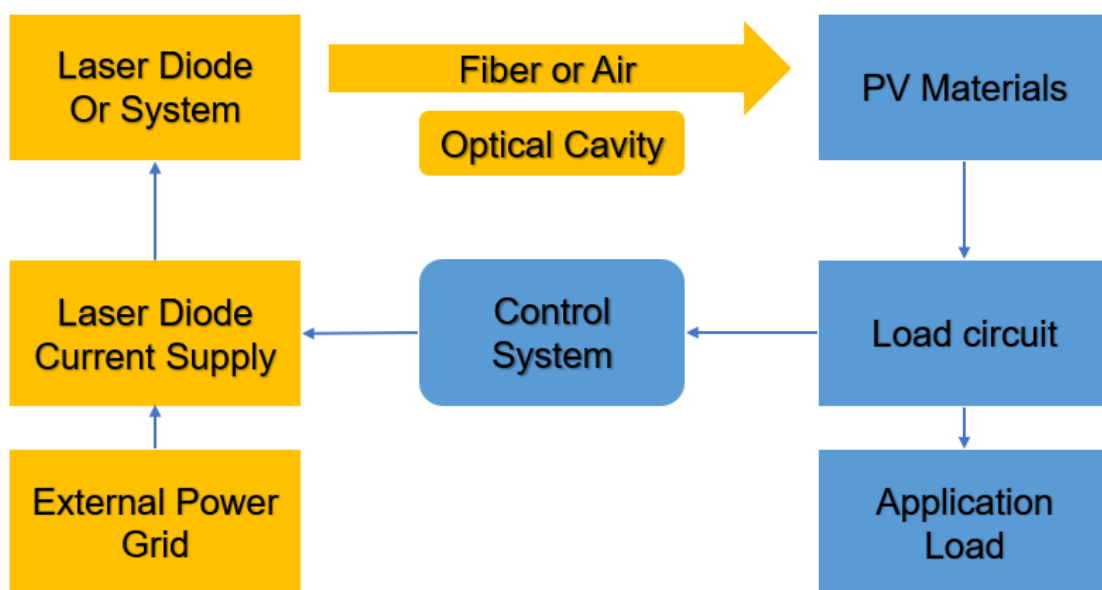 Laser Diode
Or System
Fiber or Air
Optical Cavity
PV Materials
Laser Diode
Current Supply
Control
System
Load circuit
External Power
Grid
Application
Load